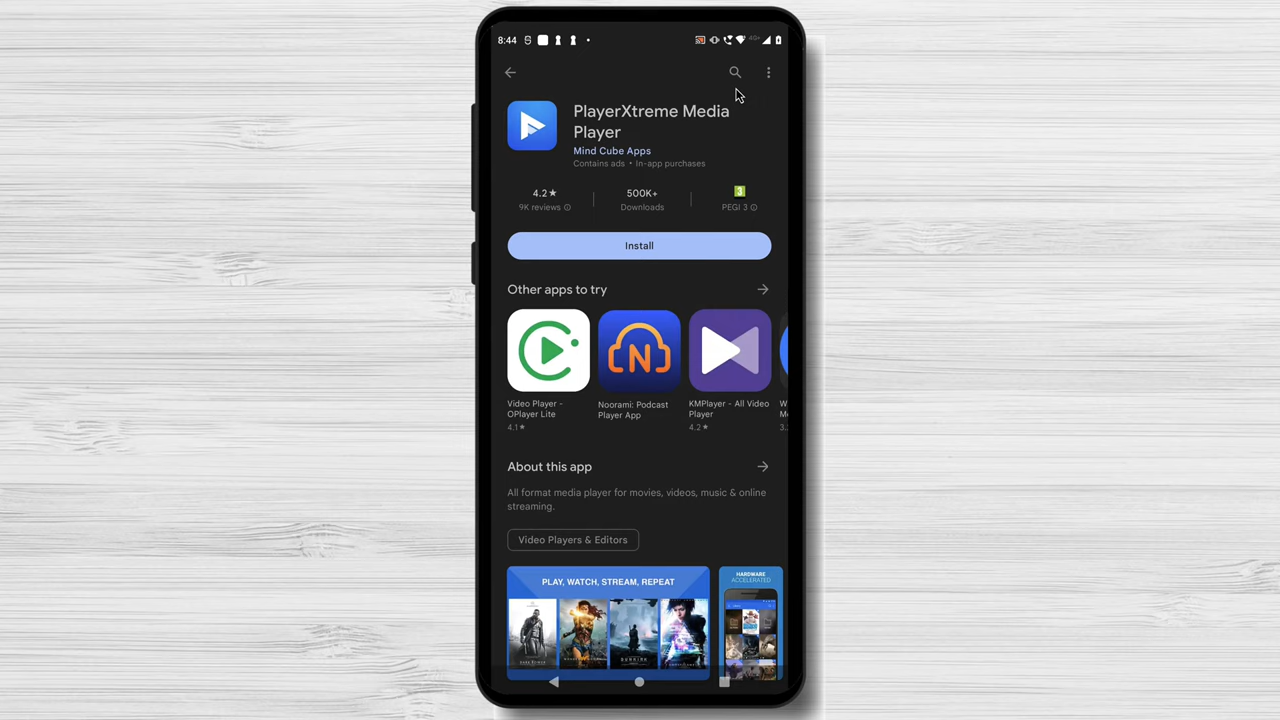 8:44
4G+
PlayerXtreme Media
Player
Mind Cube Apps
Contains ads • In-app purchases
4.2★
500K+
3
9K reviews
Downloads
PEGI 3
Install
Other apps to try
N
Video Player -
OPlayer Lite
4.1★
Noorami: Podcast
Player App
KMPlayer - All Video
Player
4.2★
W
M
3.
About this app
All format media player for movies, videos, music & online
streaming.
Video Players & Editors
PLAY, WATCH, STREAM, REPEAT
HARDWARE
ACCELERATED